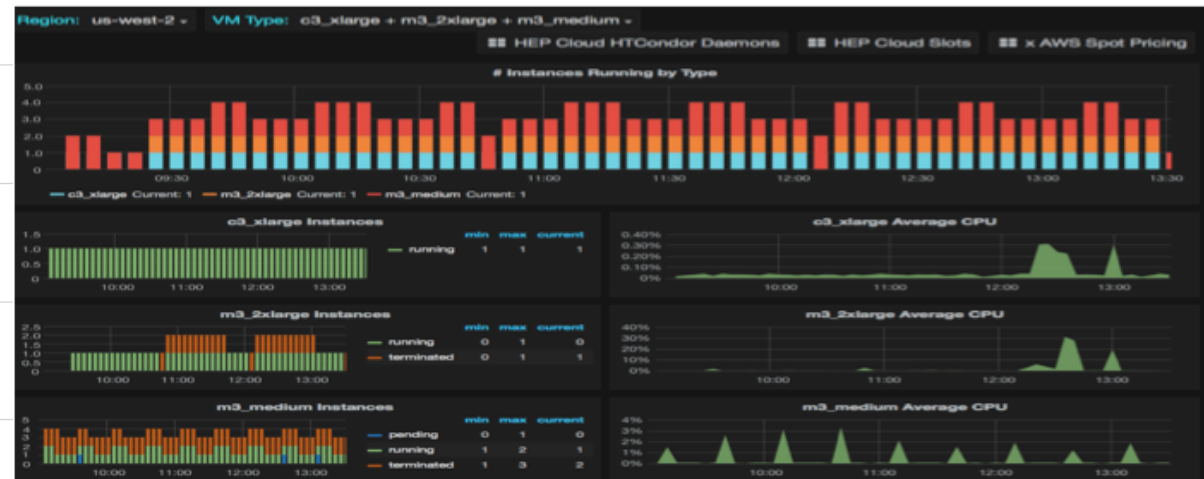 Region: us-west-2 VM Type: c3_xlarge + m3_2xlarge + m3_medium
HEP Cloud HTCondor Daemons HEP Cloud Slots x AWS Spot Pricing
# Instances Running by Type
5.0
4.0
3.0
2.0
1.0
0
09:30 10:00 10:30 11:00 11:30 12:00 12:30 13:00 13:30
c3_xlarge Current: 1 m3_2xlarge Current: 1 m3_medium Current: 1
c3_xlarge Instances
1.5
1.0
0.5
0
10:00 11:00 12:00 13:00
min max current
running 1 1 1
c3_xlarge Average CPU
0.40%
0.30%
0.20%
0.10%
0%
10:00 11:00 12:00 13:00
m3_2xlarge Instances
2.5
2.0
1.5
1.0
0.5
0
10:00 11:00 12:00 13:00
min max current
running 0 1 0
terminated 0 1 1
m3_2xlarge Average CPU
40%
30%
20%
10%
0%
10:00 11:00 12:00 13:00
m3_medium Instances
5
4
3
2
1
0
10:00 11:00 12:00 13:00
min max current
pending 0 1 0
running 1 2 1
terminated 1 3 2
m3_medium Average CPU
4%
3%
2%
1%
0%
10:00 11:00 12:00 13:00